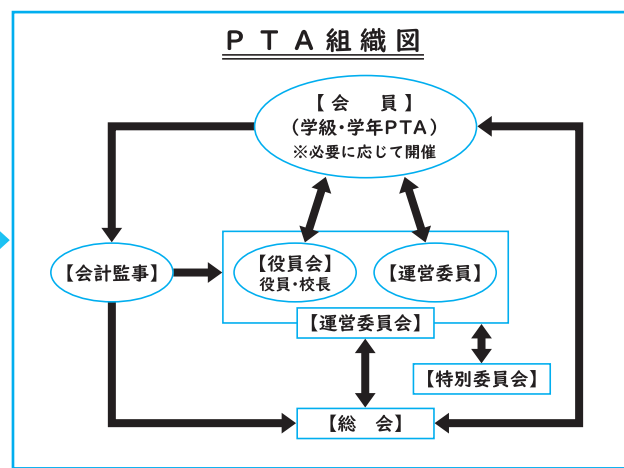 PTA組織図
【会　員】
（学級・学年PTA）
※必要に応じて開催
【会計監事】
【役員会】
役員・校長
【運営委員】
【運営委員会】
【特別委員会】
【総　会】